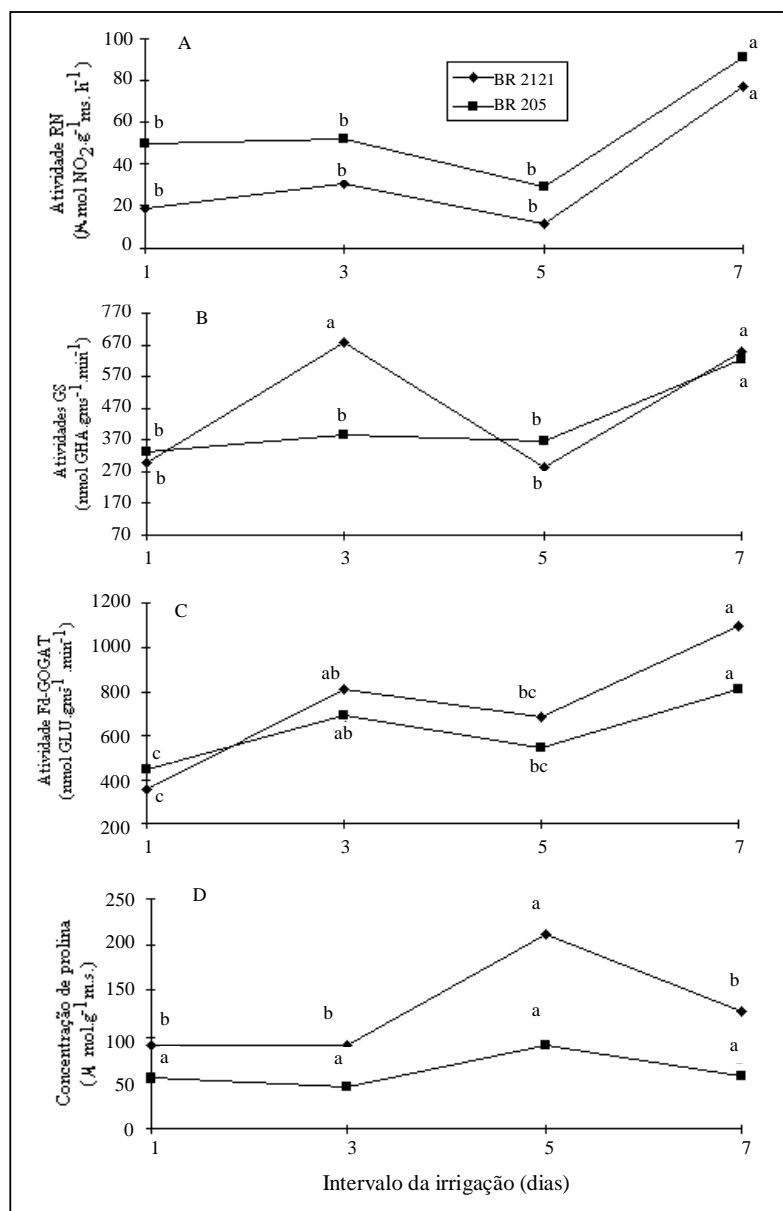 A
BR 2121
BR 205
Atividade RN
(μ mol NO2.g-1 ms. h-1)
100
80
60
40
20
0
b
b
b
b
b
b
a
a
1
3
5
7
B
Atividades GS
(nmol GHA.gms-1.min-1)
770
670
570
470
370
270
170
70
b
b
a
b
b
b
a
a
1
3
5
7
C
Atividade Fd-GOGAT
(nmol GLU.gms-1.min-1)
1200
1000
800
600
400
200
c
c
ab
ab
bc
bc
a
a
1
3
5
7
D
Concentração de prolina
(μ mol.g-1 m.s.)
250
200
150
100
50
0
b
a
b
a
a
a
b
a
1
3
5
7
Intervalo da irrigação (dias)